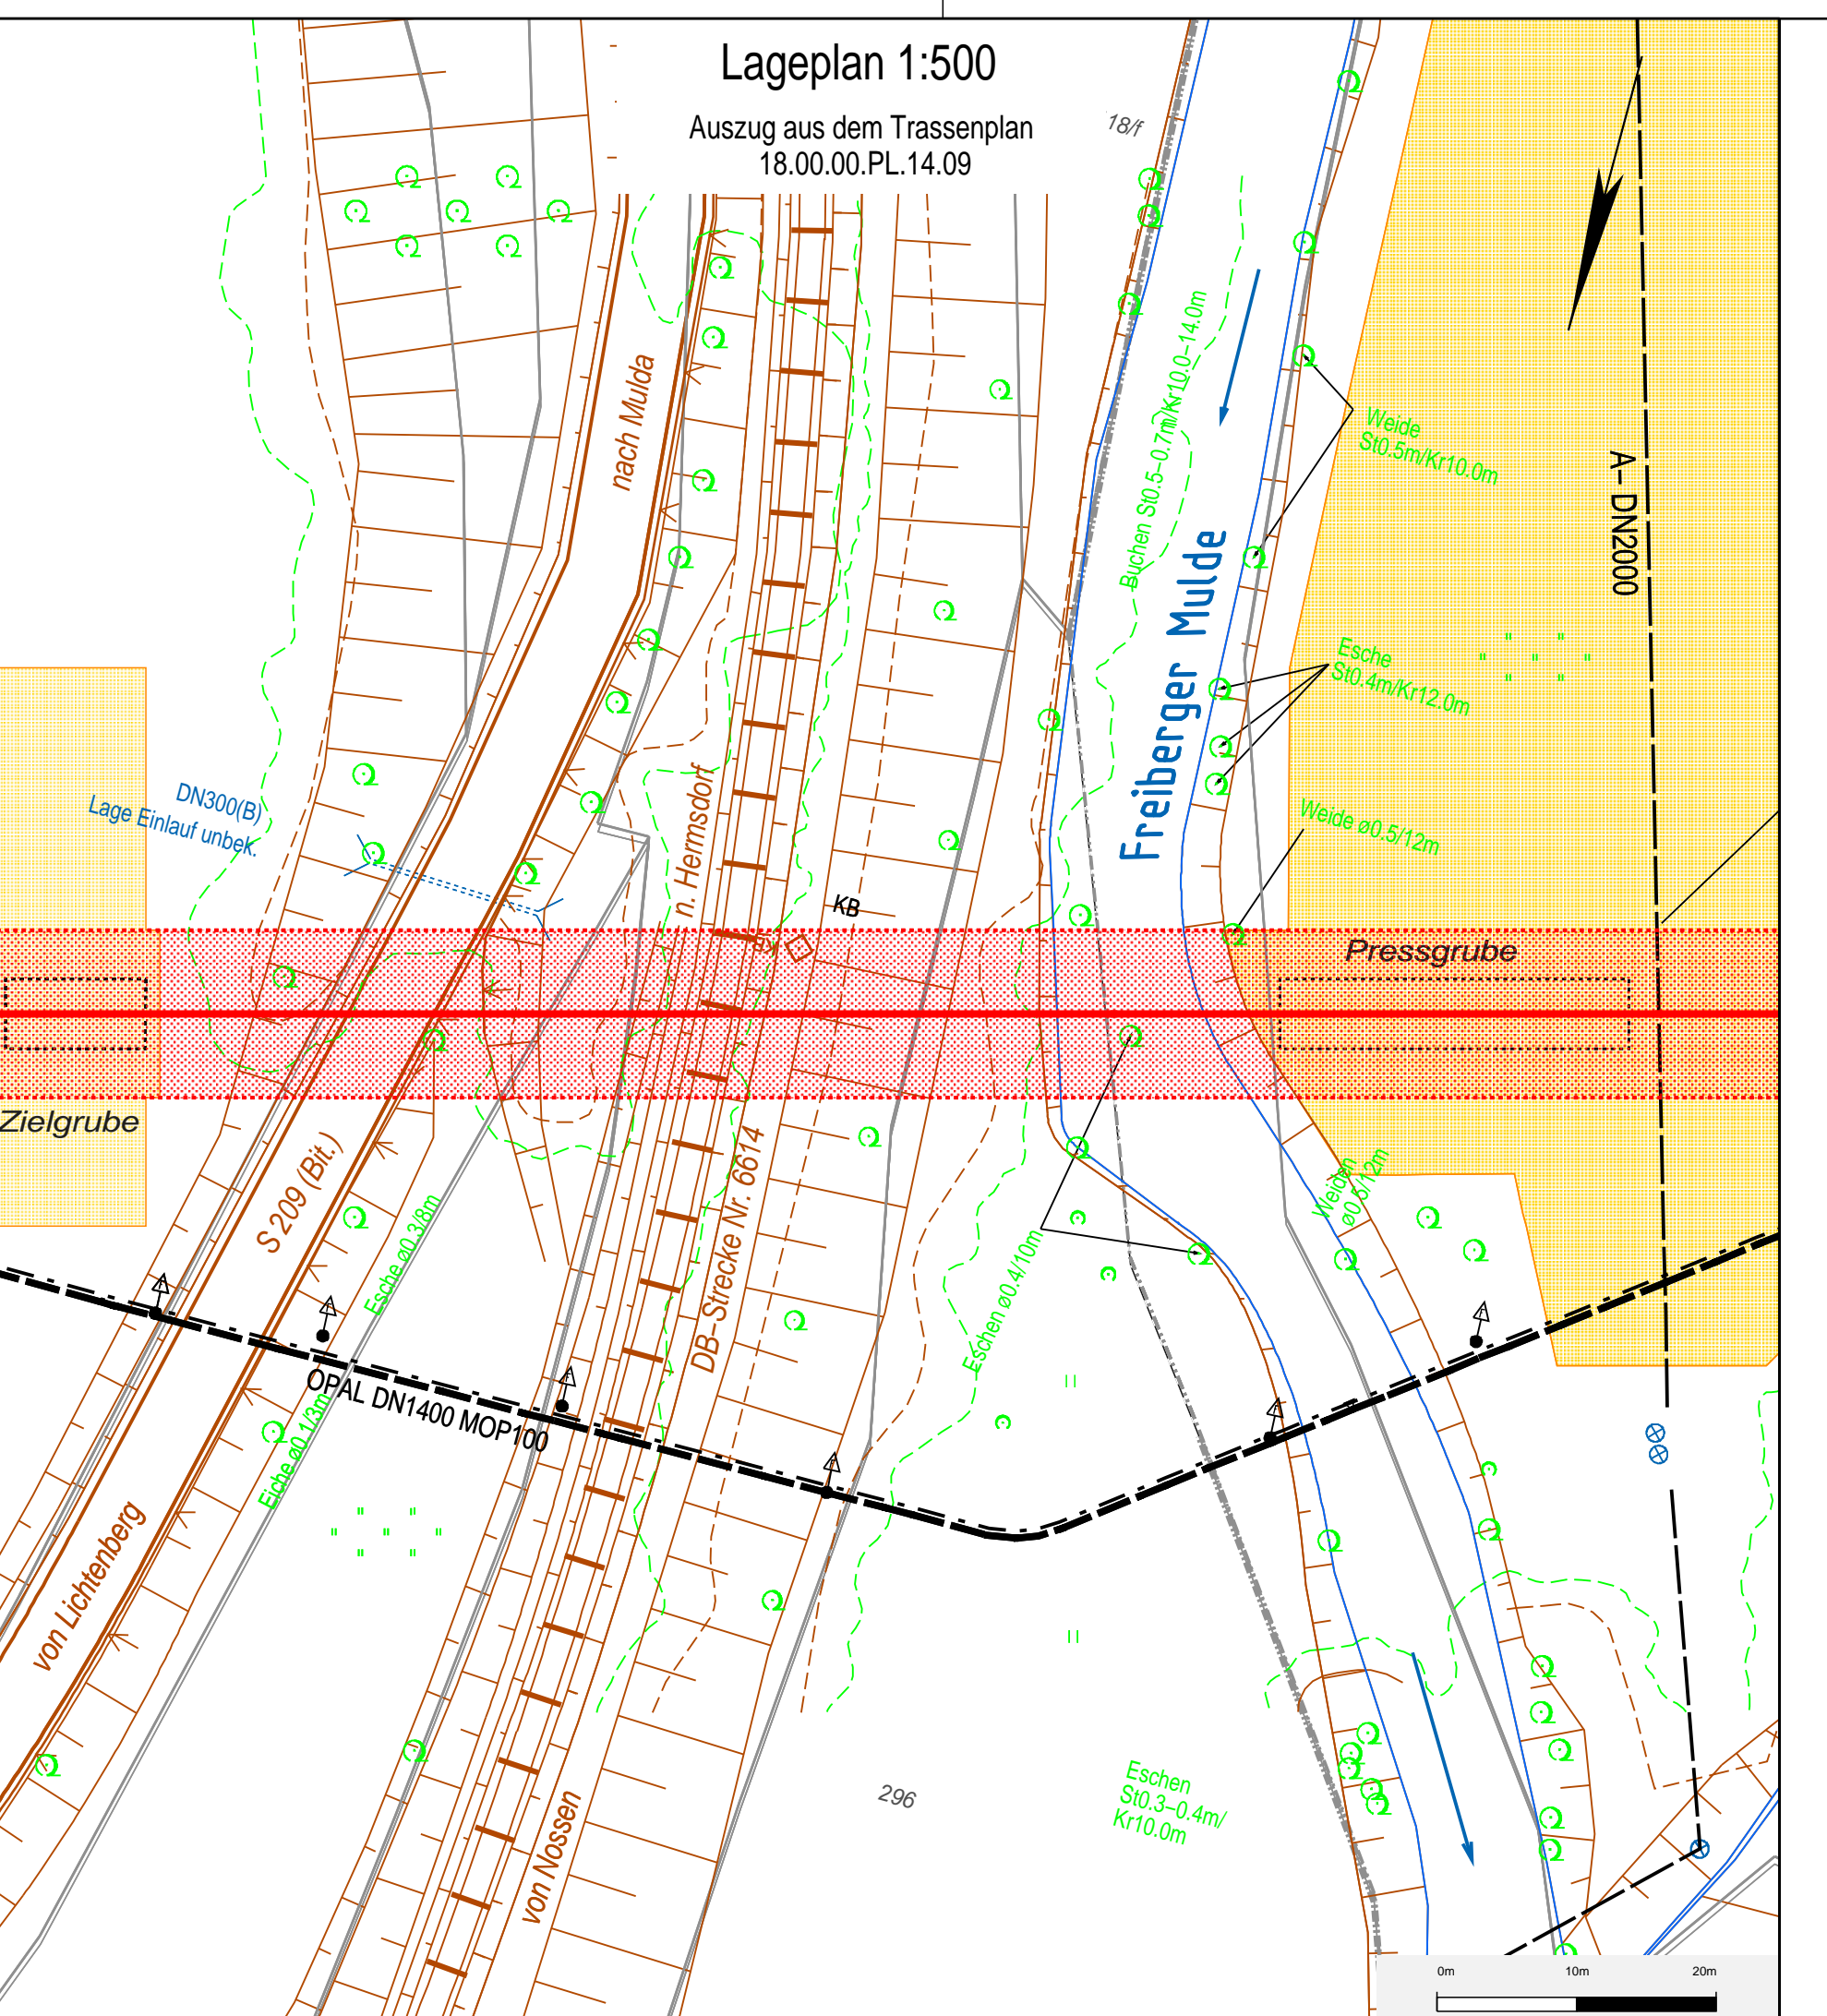 Lageplan 1:500
Auszug aus dem Trassenplan
18.00.00.PL.14.09
18/f
nach Mulda
Buchen St0.5-0.7m/Kr10.0-14.0m
Weide
St0.5m/Kr10.0m
A- DN2000
Freiberger Mulde
Esche
St0.4m/Kr12.0m
DN300(B)
Lage Einlauf unbek.
n. Hermsdorf
Weide ø0.5/12m
KB
Pressgrube
Zielgrube
S 209 (Bit.)
Esche ø0.3/8m
DB-Strecke Nr. 6614
Eschen ø0.4/10m
Weiden
ø0.5/12m
OPAL DN1400 MOP100
Eiche ø0.1/3m
von Lichtenberg
von Nossen
296
Eschen
St0.3-0.4m/
Kr10.0m
0m 10m 20m